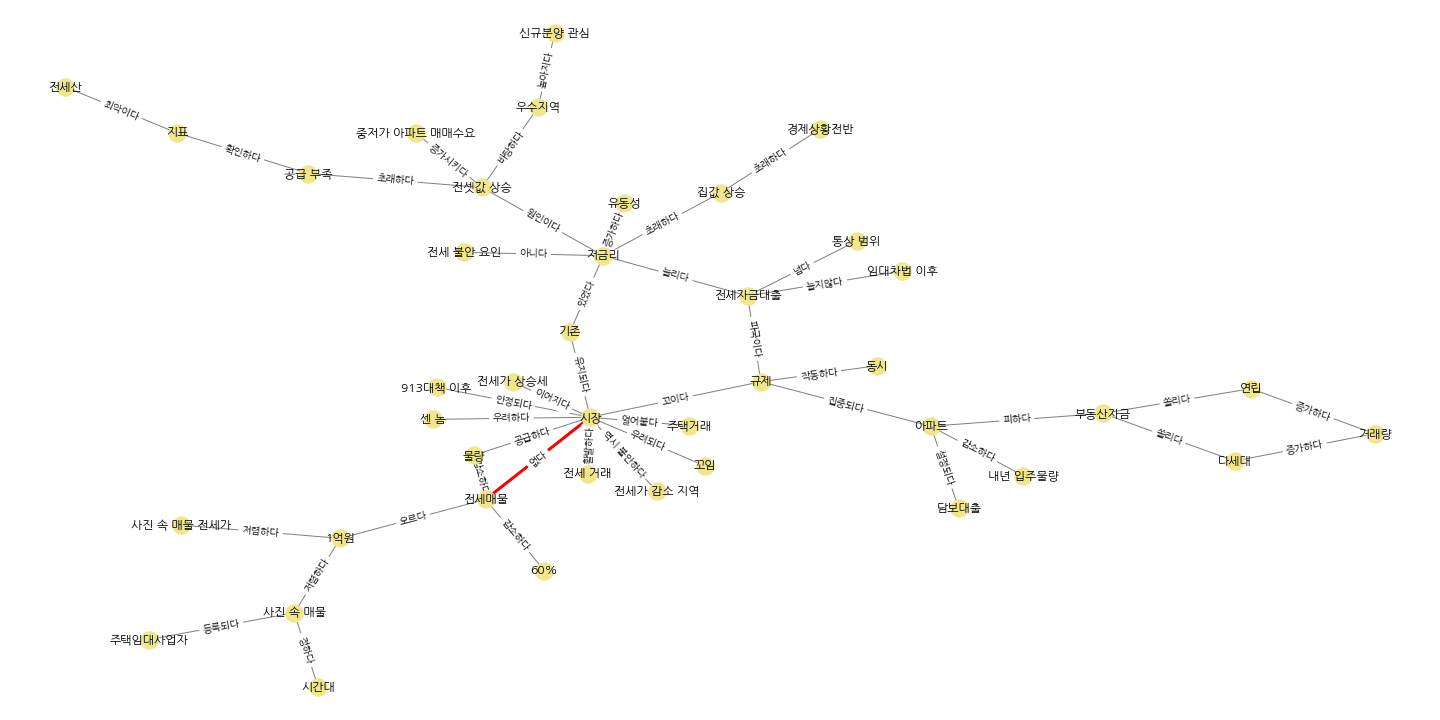 신규분양 관심
높아지다
전세산
최악이다
우수지역
지표
중저가 아파트 매매수요
경제상황전반
확인하다
증가시키다
바탕하다
초래하다
공급 부족
초래하다
전셋값 상승
집값 상승
유동성
원인이다
증가하다
초래하다
통상 범위
전세 불안 요인
아니다
저금리
넓다
임대차법 이후
늘리다
늘지않다
전세자금대출
있었다
기존
파국이다
유지되다
동시
작동하다
전세가 상승세
규제
913대책 이후
이어지다
연립
안정되다
꼬이다
집중되다
쏠리다
증가하다
센 놈
우려하다
시장
얼어붙다
주택거래
아파트
피하다
부동산자금
거래량
공급하다
활발하다
역시 불안하다
우려되다
감소하다
쏠리다
증가하다
물량
없다
꼬임
설정되다
다세대
감소하다
전세 거래
내년 입주물량
전세매물
전세가 감소 지역
담보대출
오르다
감소하다
사진 속 매물 전세가
저렴하다
1억원
60%
저렴하다
사진 속 매물
등록되다
주택임대사업자
정하다
시간대